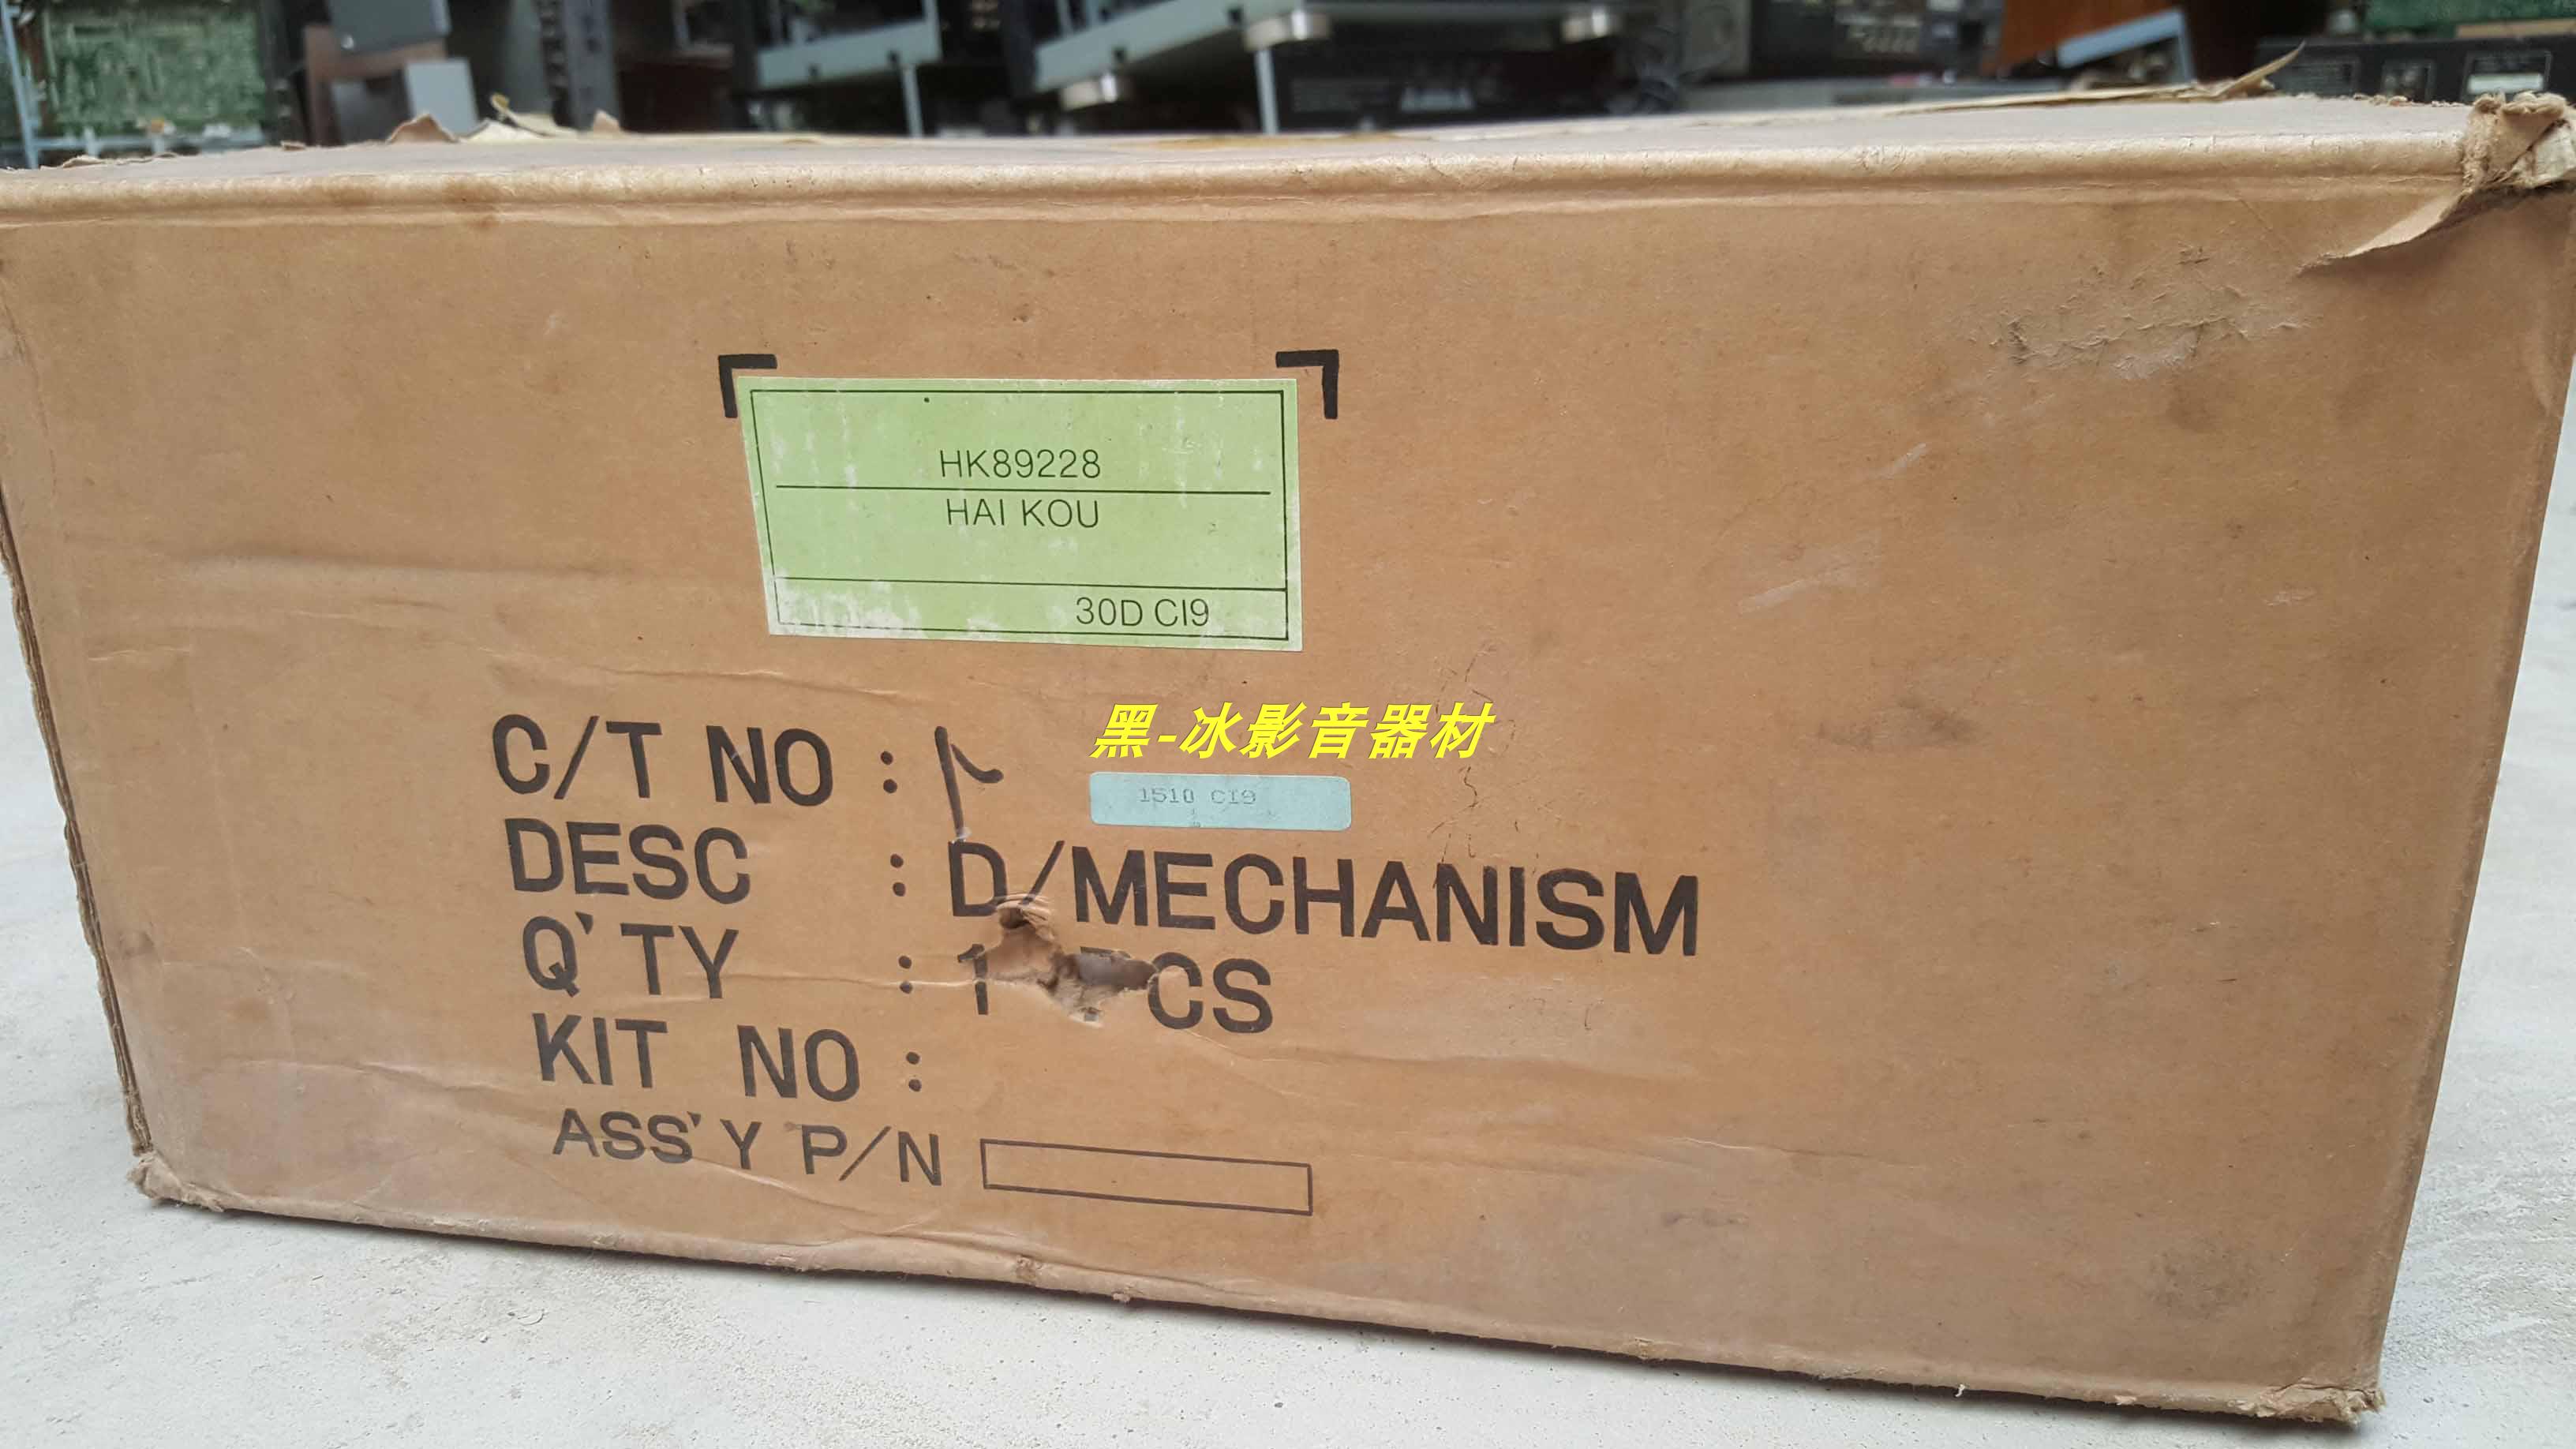 HK89228
HAI KOU
30D CI9
黑-冰影音器材
C/T NO :
1510 CI9
DESC : D/MECHANISM
Q'TY : 1 PCS
KIT NO :
ASS'Y P/N